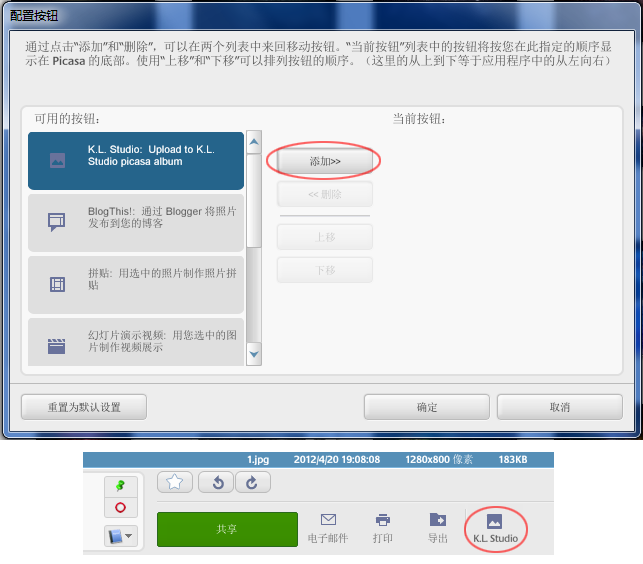 配置按钮
通过点击“添加”和“删除”，可以在两个列表中来回移动按钮。“当前按钮”列表中的按钮将按您在此指定的顺序显
示在 Picasa 的底部。使用“上移”和“下移”可以排列按钮的顺序。（这里的从上到下等于应用程序中的从左向右）
可用的按钮：
当前按钮：
K.L. Studio: Upload to K.L.
Studio picasa album
添加>>
<< 删除
BlogThis!: 通过 Blogger 将照片
发布到您的博客
上移
拼贴: 用选中的照片制作照片拼
贴
下移
幻灯片演示视频: 用您选中的图
片制作视频展示
重置为默认设置
确定
取消
1.jpg 2012/4/20 19:08:08 1280x800 像素 183KB
共享
电子邮件
打印
导出
K.L. Studio